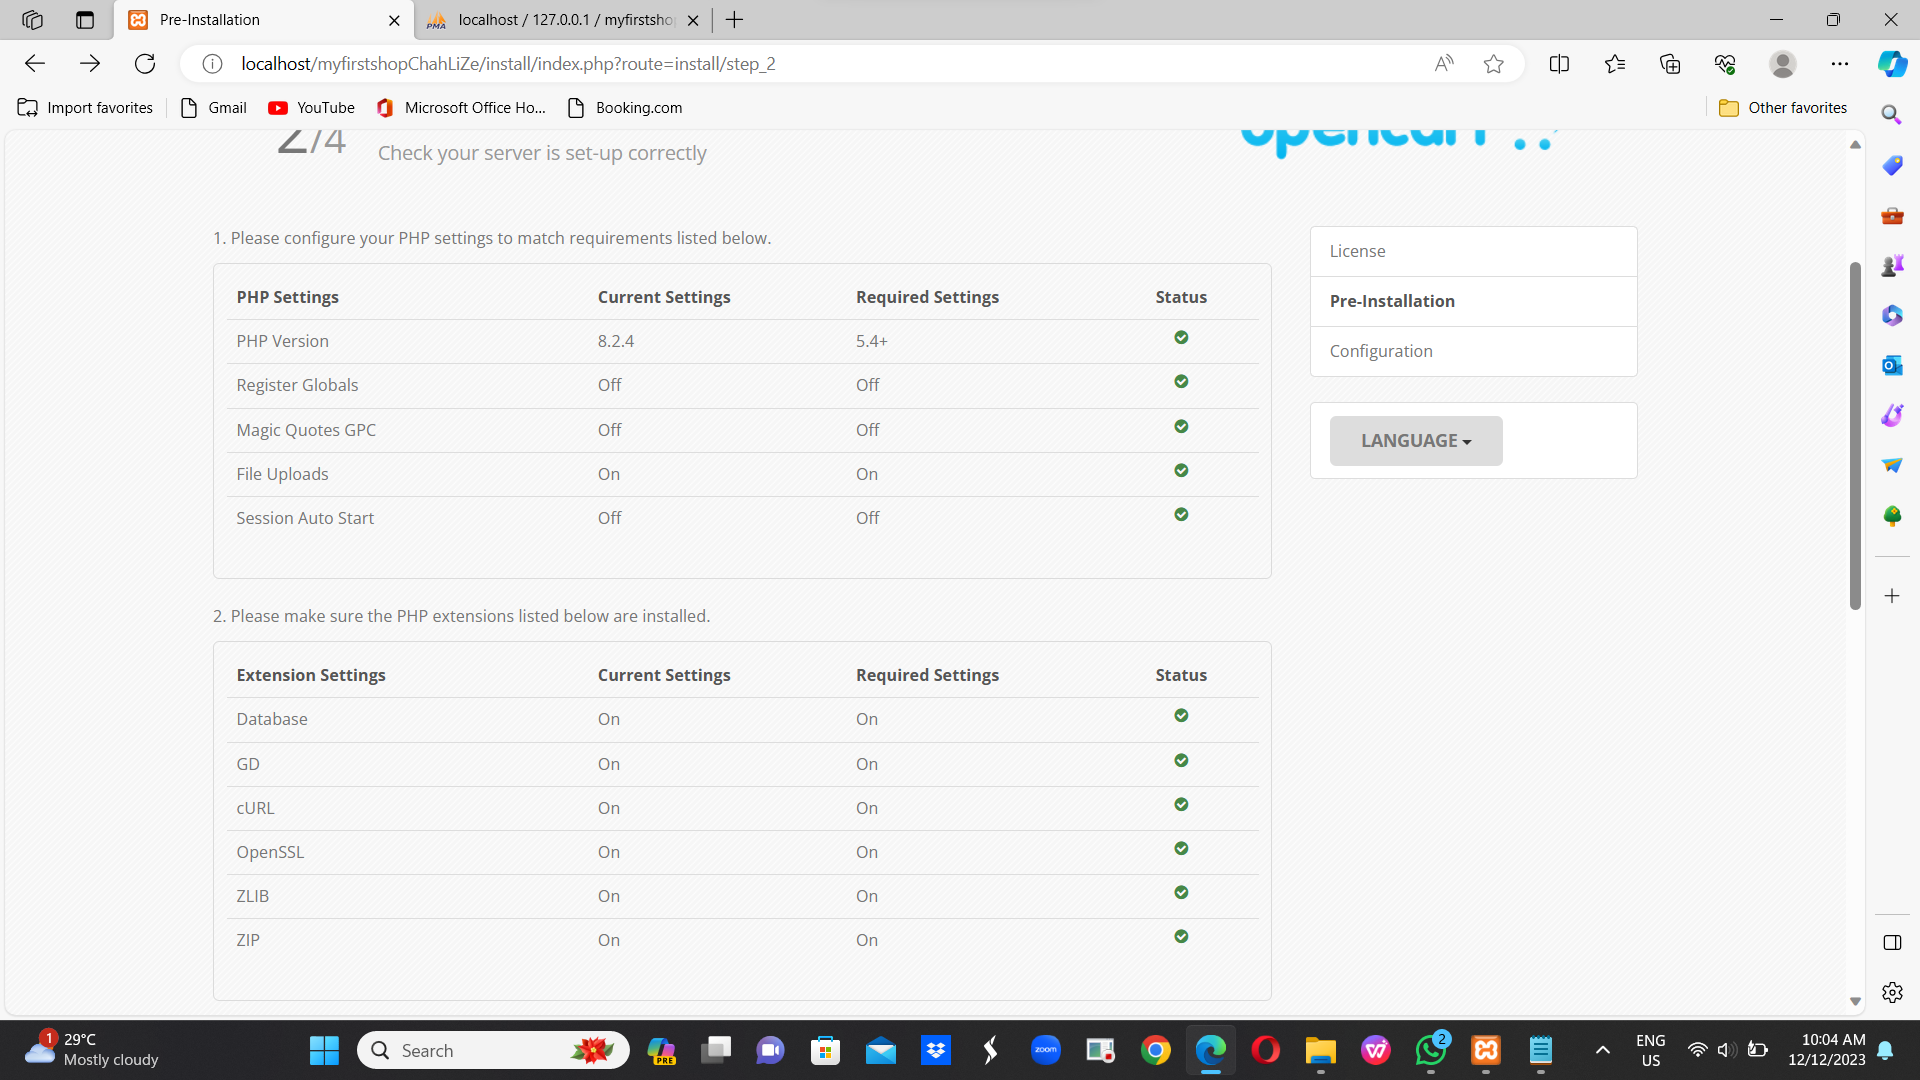 Pre-Installation
localhost / 127.0.0.1 / myfirstsho
localhost/myfirstshopChahLiZe/install/index.php?route=install/step_2
Import favorites
Gmail
YouTube
Microsoft Office Ho...
Booking.com
Other favorites
2/4
Check your server is set-up correctly
opencart
1. Please configure your PHP settings to match requirements listed below.
PHP Settings Current Settings Required Settings Status
PHP Version 8.2.4 5.4+
Register Globals Off Off
Magic Quotes GPC Off Off
File Uploads On On
Session Auto Start Off Off
License
Pre-Installation
Configuration
LANGUAGE
2. Please make sure the PHP extensions listed below are installed.
Extension Settings Current Settings Required Settings Status
Database On On
GD On On
cURL On On
OpenSSL On On
ZLIB On On
ZIP On On
1
29°C
Mostly cloudy
Search
PRE
zoom
2
ENG
US
10:04 AM
12/12/2023